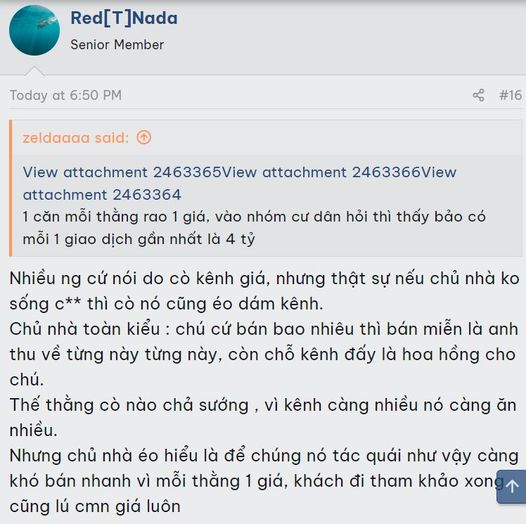 Red[T]Nada
Senior Member
Today at 6:50 PM
#16
zeldaaaa said:
View attachment 2463365View attachment 2463366View
attachment 2463364
1 căn mỗi thằng rao 1 giá, vào nhóm cư dân hỏi thì thấy bảo có
mỗi 1 giao dịch gần nhất là 4 tỷ
Nhiều ng cứ nói do cò kênh giá, nhưng thật sự nếu chủ nhà ko
sống c** thì cò nó cũng éo dám kênh.
Chủ nhà toàn kiểu : chú cứ bán bao nhiêu thì bán miễn là anh
thu về từng này từng này, còn chỗ kênh đấy là hoa hồng cho
chú.
Thế thằng cò nào chả sướng , vì kênh càng nhiều nó càng ăn
nhiều.
Nhưng chủ nhà éo hiểu là để chúng nó tác quái như vậy càng
khó bán nhanh vì mỗi thằng 1 giá, khách đi tham khảo xong
cũng lú cmn giá luôn